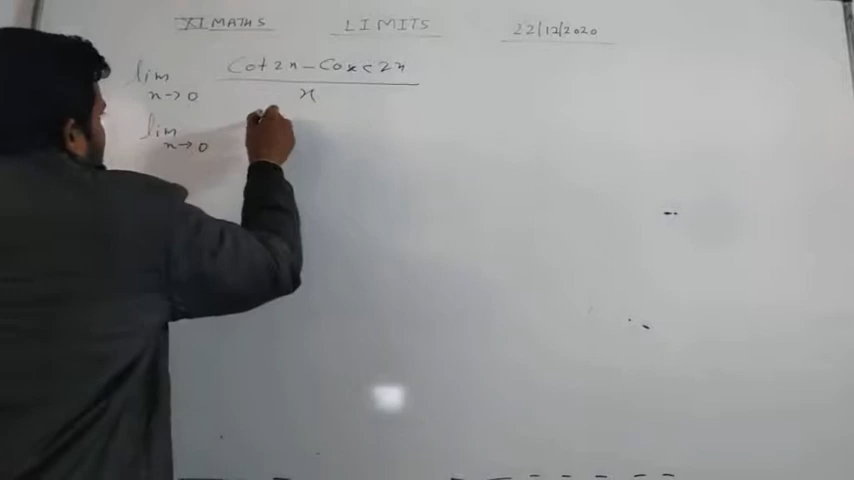 XI MATHS LIMITS 22/12/2020
lim Cot 2x - Cosec 2x
x→0 x
lim
x→0